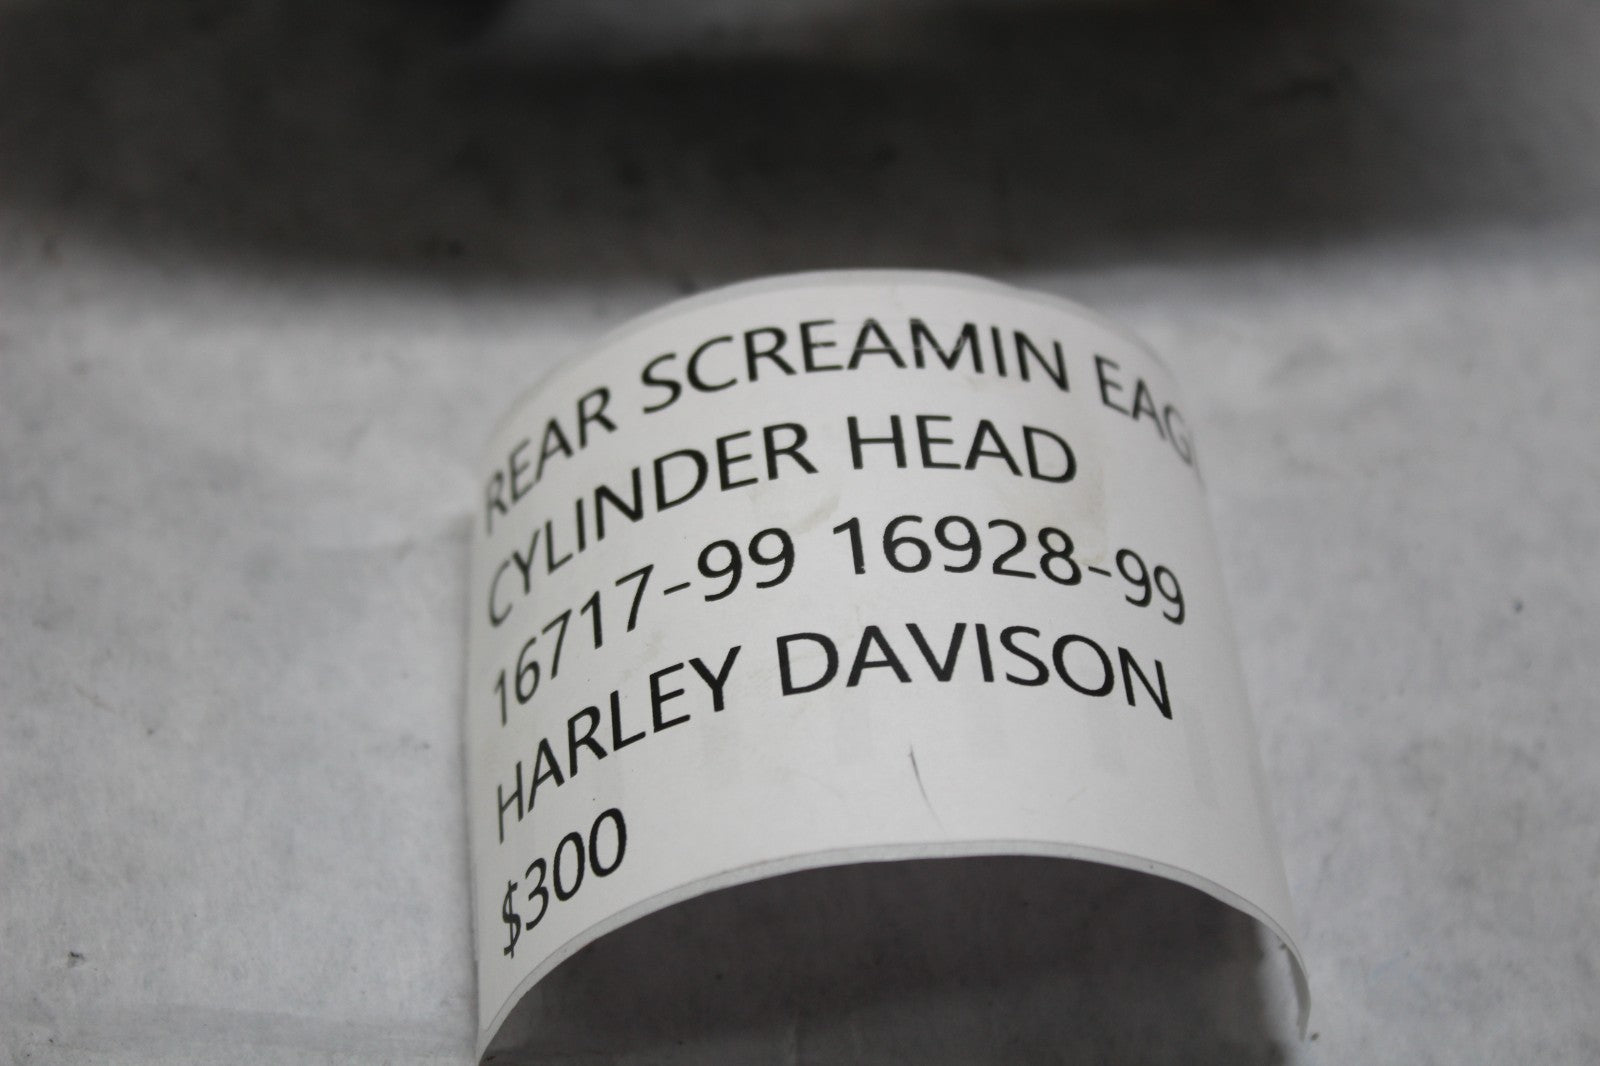 REAR SCREAMIN EAG
CYLINDER HEAD
16717-99 16928-99
HARLEY DAVISON
$300